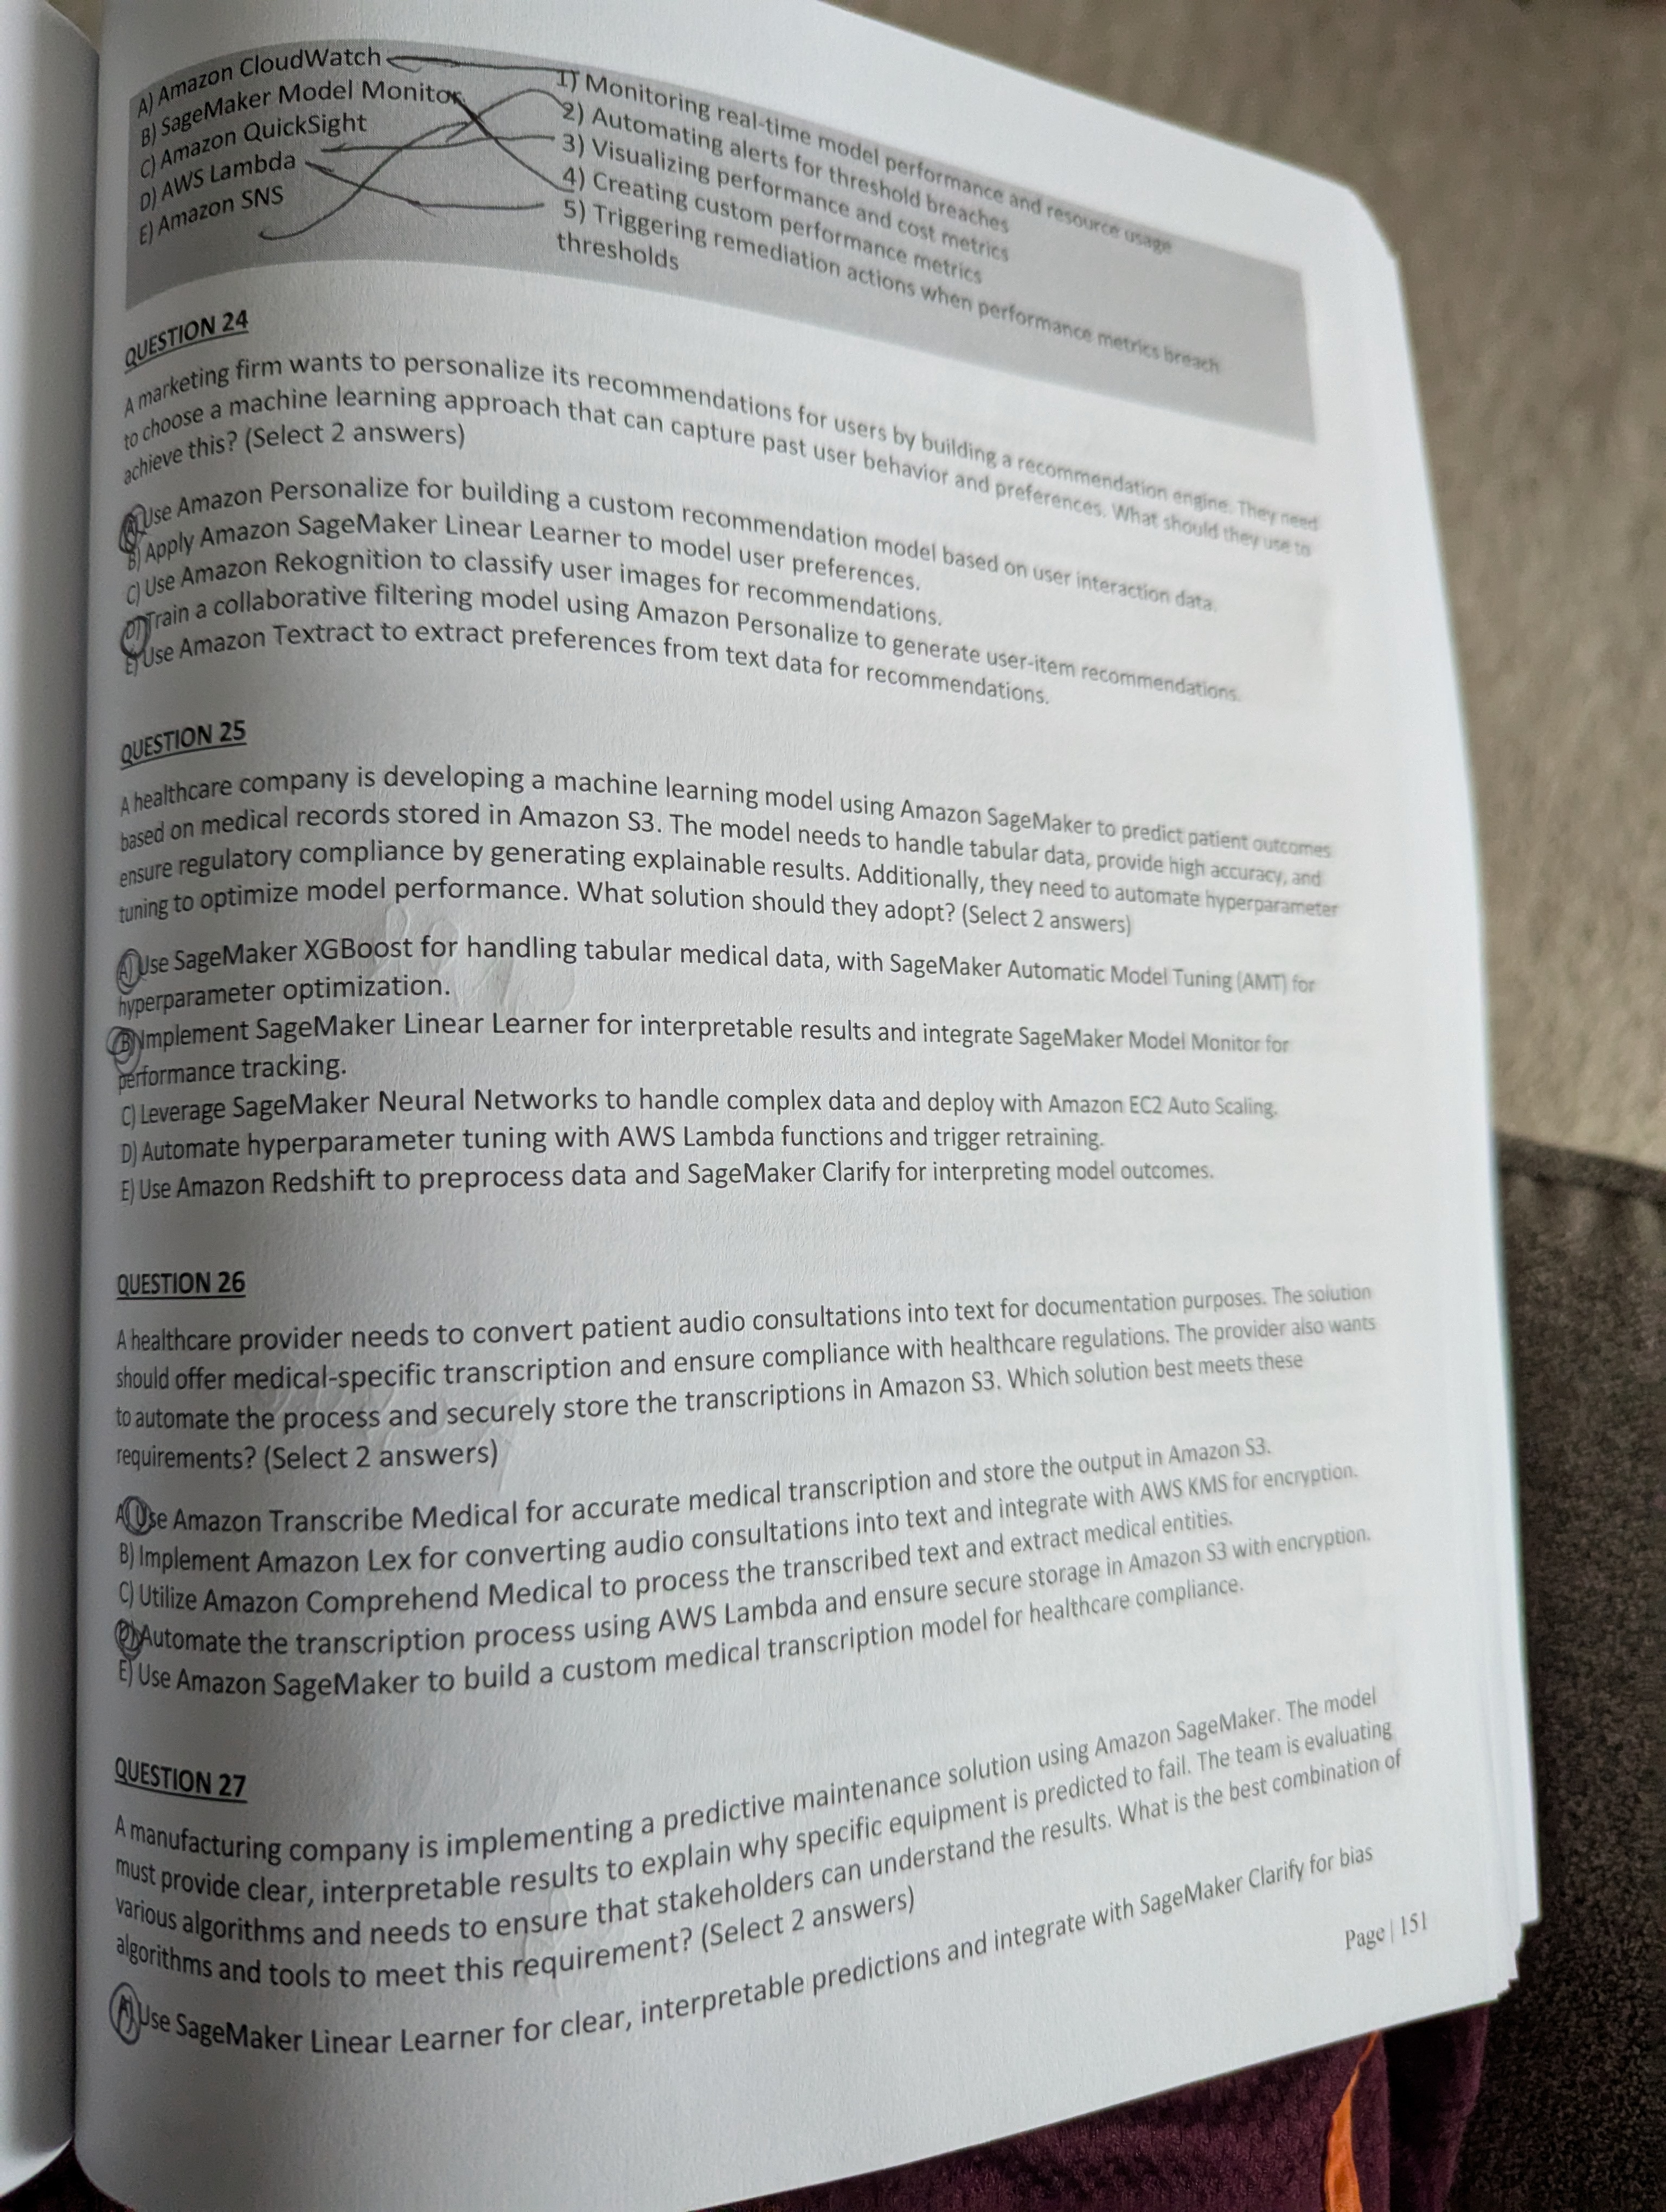 A) Amazon CloudWatch
B) SageMaker Model Monitor
C) Amazon QuickSight
D) AWS Lambda
E) Amazon SNS
1) Monitoring real-time model performance and resource usage
2) Automating alerts for threshold breaches
3) Visualizing performance and cost metrics
4) Creating custom performance metrics
5) Triggering remediation actions when performance metrics breach
thresholds
QUESTION 24
A marketing firm wants to personalize its recommendations for users by building a recommendation engine. They need
to choose a machine learning approach that can capture past user behavior and preferences. What should they use to
achieve this? (Select 2 answers)
A) Use Amazon Personalize for building a custom recommendation model based on user interaction data.
B) Apply Amazon SageMaker Linear Learner to model user preferences.
C) Use Amazon Rekognition to classify user images for recommendations.
D) Train a collaborative filtering model using Amazon Personalize to generate user-item recommendations.
E) Use Amazon Textract to extract preferences from text data for recommendations.
QUESTION 25
A healthcare company is developing a machine learning model using Amazon SageMaker to predict patient outcomes
based on medical records stored in Amazon S3. The model needs to handle tabular data, provide high accuracy, and
ensure regulatory compliance by generating explainable results. Additionally, they need to automate hyperparameter
tuning to optimize model performance. What solution should they adopt? (Select 2 answers)
A) Use SageMaker XGBoost for handling tabular medical data, with SageMaker Automatic Model Tuning (AMT) for
hyperparameter optimization.
B) Implement SageMaker Linear Learner for interpretable results and integrate SageMaker Model Monitor for
performance tracking.
C) Leverage SageMaker Neural Networks to handle complex data and deploy with Amazon EC2 Auto Scaling.
D) Automate hyperparameter tuning with AWS Lambda functions and trigger retraining.
E) Use Amazon Redshift to preprocess data and SageMaker Clarify for interpreting model outcomes.
QUESTION 26
A healthcare provider needs to convert patient audio consultations into text for documentation purposes. The solution
should offer medical-specific transcription and ensure compliance with healthcare regulations. The provider also wants
to automate the process and securely store the transcriptions in Amazon S3. Which solution best meets these
requirements? (Select 2 answers)
A) Use Amazon Transcribe Medical for accurate medical transcription and store the output in Amazon S3.
B) Implement Amazon Lex for converting audio consultations into text and integrate with AWS KMS for encryption.
C) Utilize Amazon Comprehend Medical to process the transcribed text and extract medical entities.
D) Automate the transcription process using AWS Lambda and ensure secure storage in Amazon S3 with encryption.
E) Use Amazon SageMaker to build a custom medical transcription model for healthcare compliance.
QUESTION 27
A manufacturing company is implementing a predictive maintenance solution using Amazon SageMaker. The model
must provide clear, interpretable results to explain why specific equipment is predicted to fail. The team is evaluating
various algorithms and needs to ensure that stakeholders can understand the results. What is the best combination of
algorithms and tools to meet this requirement? (Select 2 answers)
A) Use SageMaker Linear Learner for clear, interpretable predictions and integrate with SageMaker Clarify for bias
Page | 151